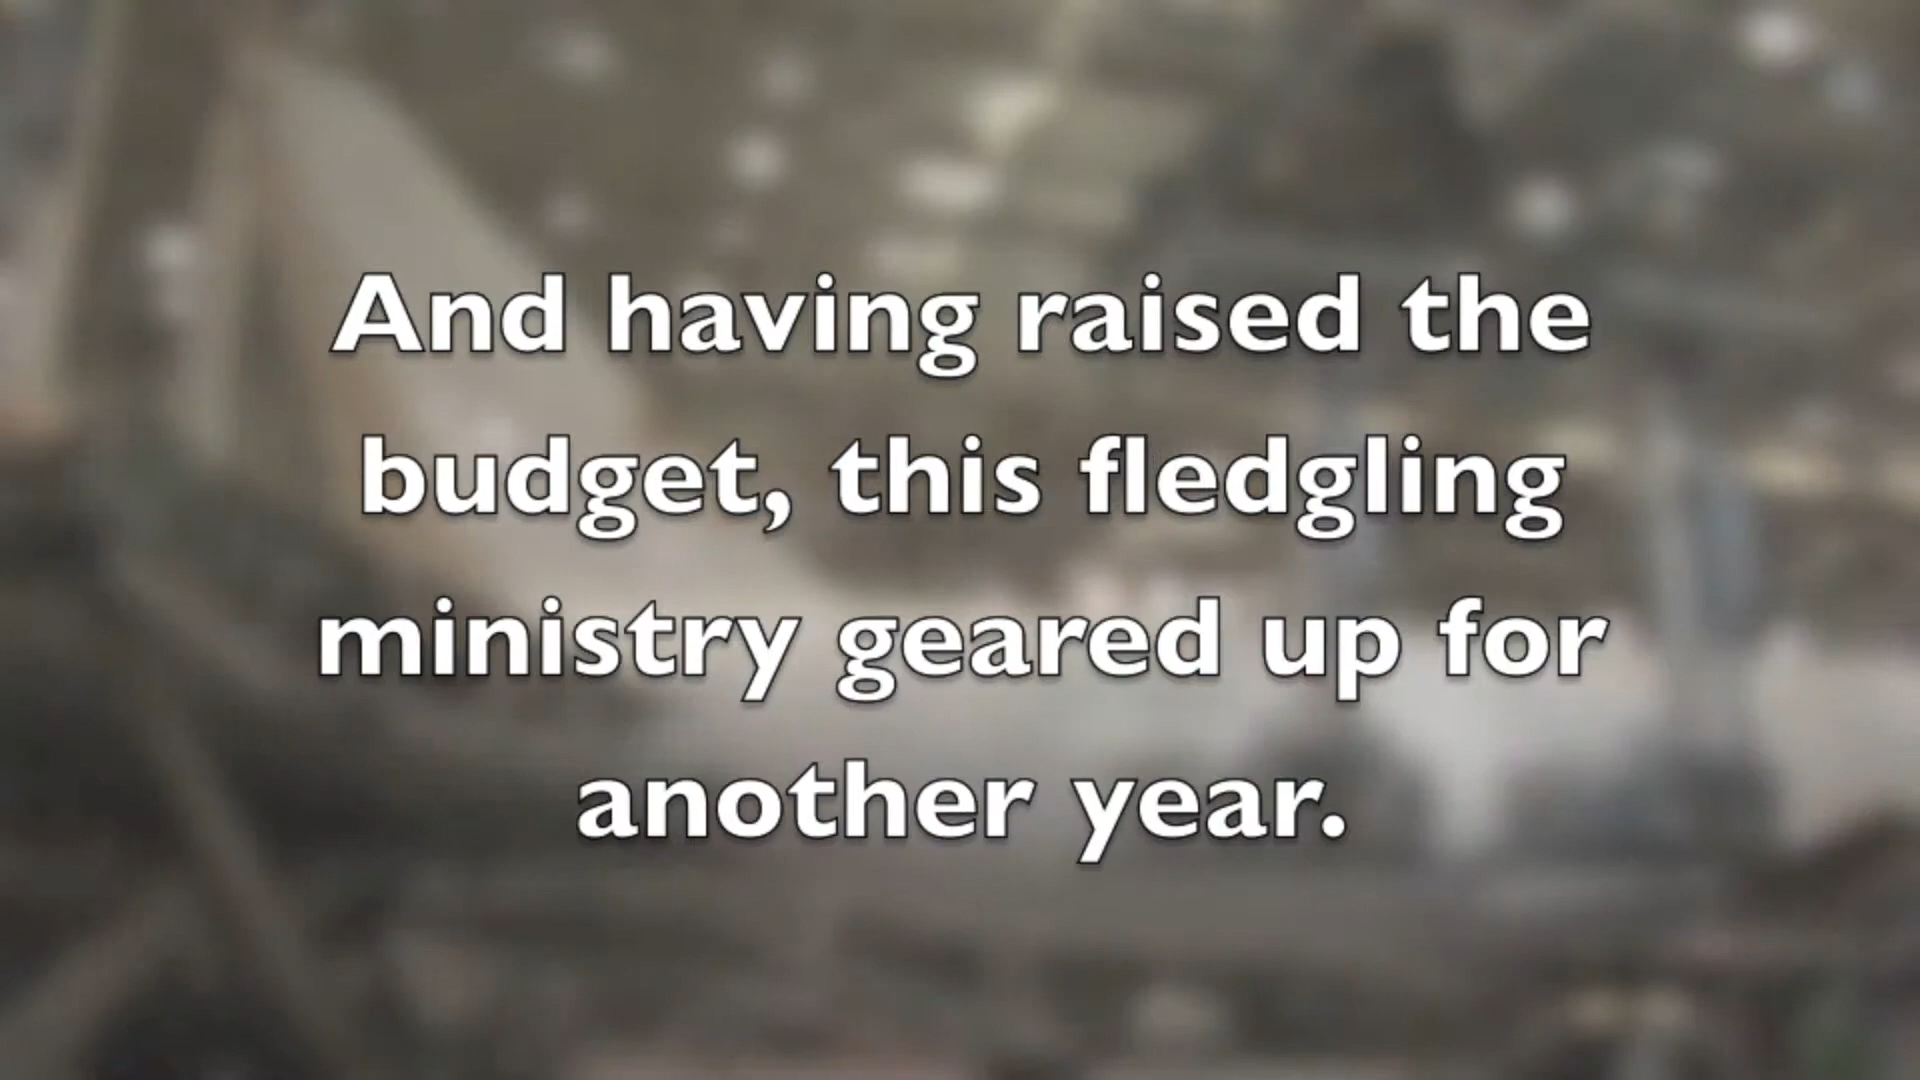 And having raised the
budget, this fledgling
ministry geared up for
another year.